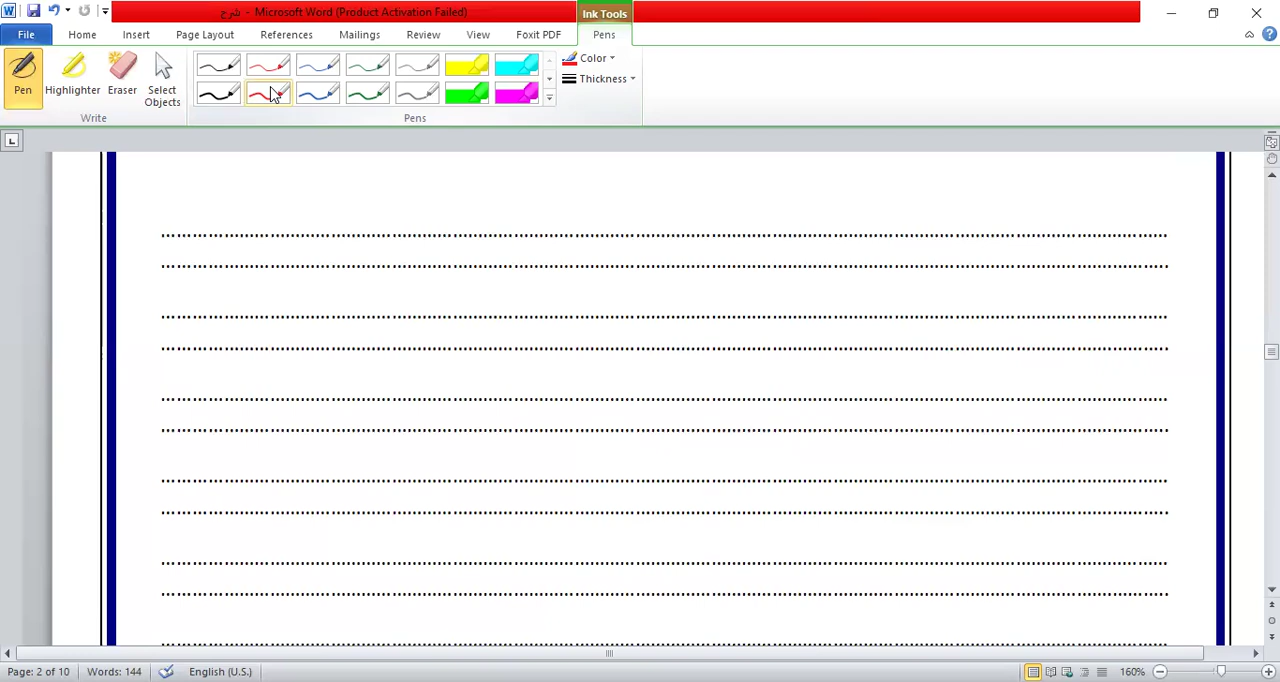 شرح - Microsoft Word (Product Activation Failed)
Ink Tools
File Home Insert Page Layout References Mailings Review View Foxit PDF Pens
Pen Highlighter Eraser Select Objects
Color
Thickness
Write Pens
................................................................................
................................................................................
................................................................................
................................................................................
................................................................................
................................................................................
................................................................................
................................................................................
................................................................................
................................................................................
................................................................................
Page: 2 of 10 Words: 144 English (U.S.) 160%